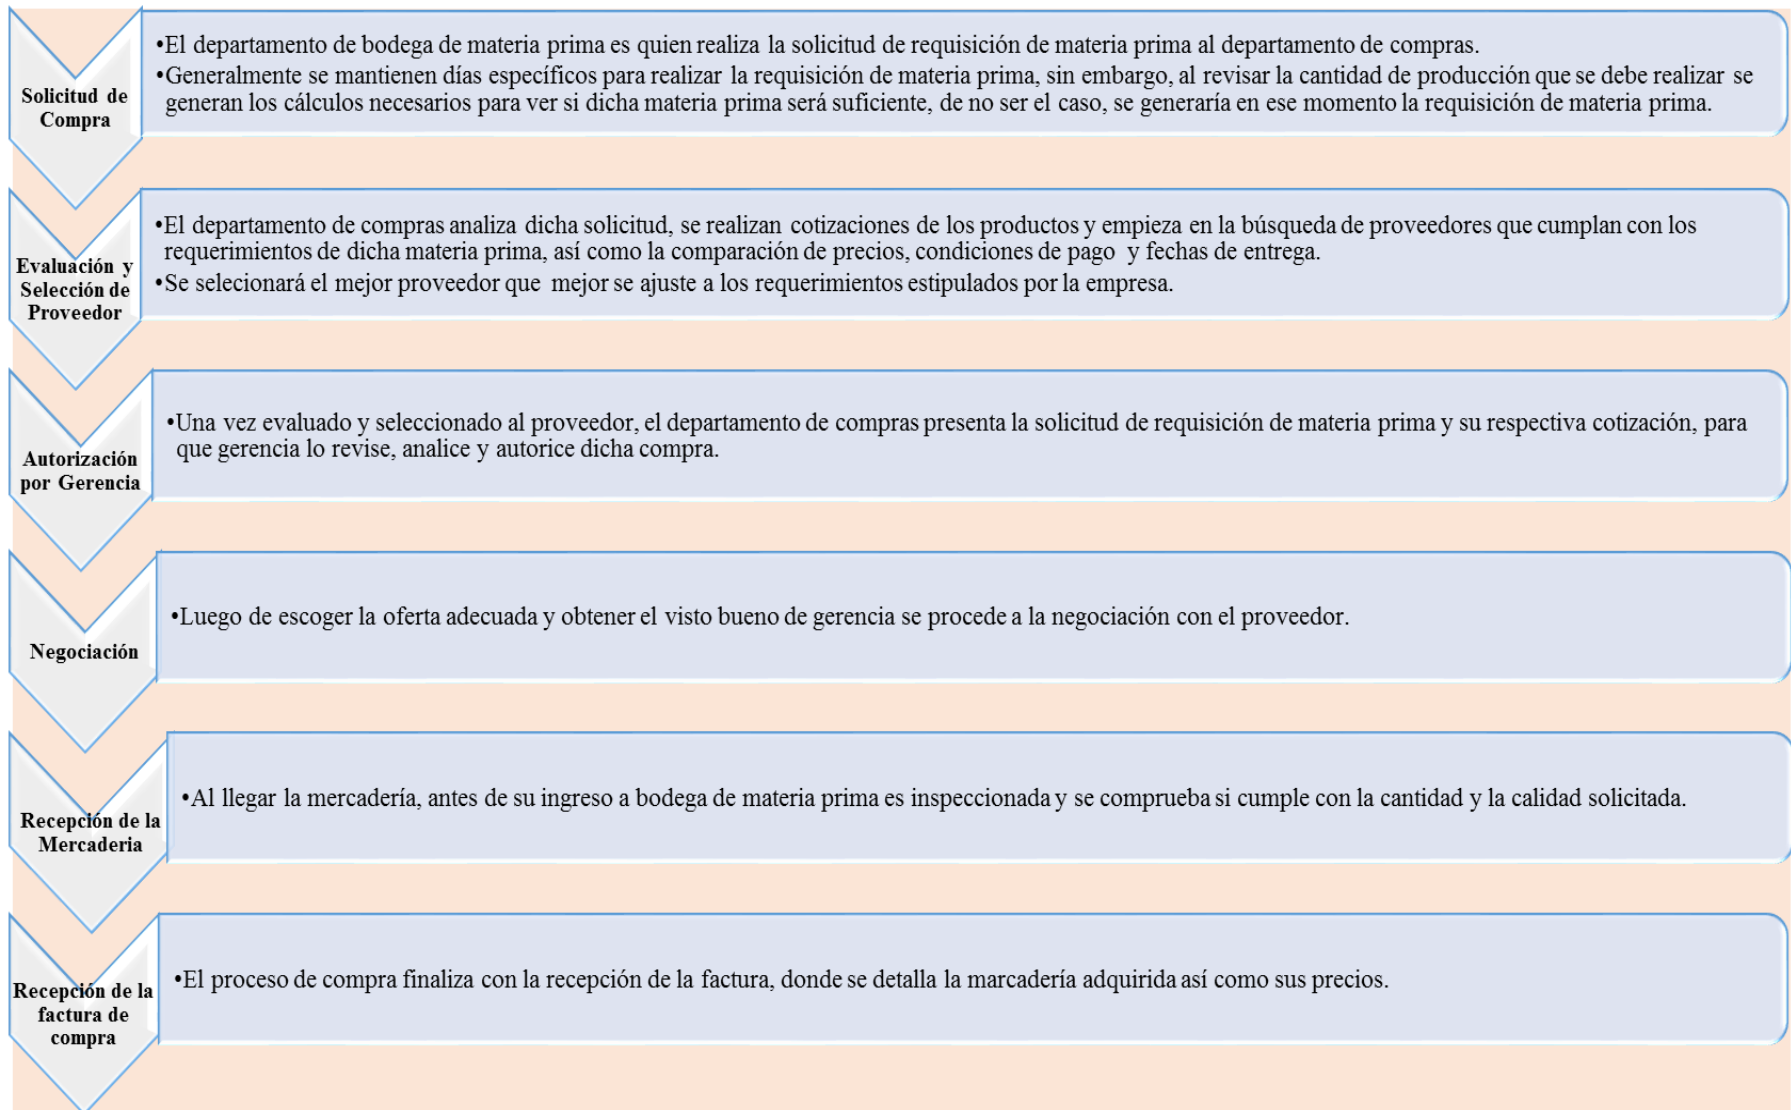 Solicitud de
Compra
•El departamento de bodega de materia prima es quien realiza la solicitud de requisición de materia prima al departamento de compras.
•Generalmente se mantienen días específicos para realizar la requisición de materia prima, sin embargo, al revisar la cantidad de producción que se debe realizar se
generan los cálculos necesarios para ver si dicha materia prima será suficiente, de no ser el caso, se generaría en ese momento la requisición de materia prima.
Evaluación y
Selección de
Proveedor
•El departamento de compras analiza dicha solicitud, se realizan cotizaciones de los productos y empieza en la búsqueda de proveedores que cumplan con los
requerimientos de dicha materia prima, así como la comparación de precios, condiciones de pago y fechas de entrega.
•Se selecionará el mejor proveedor que mejor se ajuste a los requerimientos estipulados por la empresa.
Autorización
por Gerencia
•Una vez evaluado y seleccionado al proveedor, el departamento de compras presenta la solicitud de requisición de materia prima y su respectiva cotización, para
que gerencia lo revise, analice y autorice dicha compra.
Negociación
•Luego de escoger la oferta adecuada y obtener el visto bueno de gerencia se procede a la negociación con el proveedor.
Recepción de la
Mercaderia
•Al llegar la mercadería, antes de su ingreso a bodega de materia prima es inspeccionada y se comprueba si cumple con la cantidad y la calidad solicitada.
Recepción de la
factura de
compra
•El proceso de compra finaliza con la recepción de la factura, donde se detalla la marcadería adquirida así como sus precios.